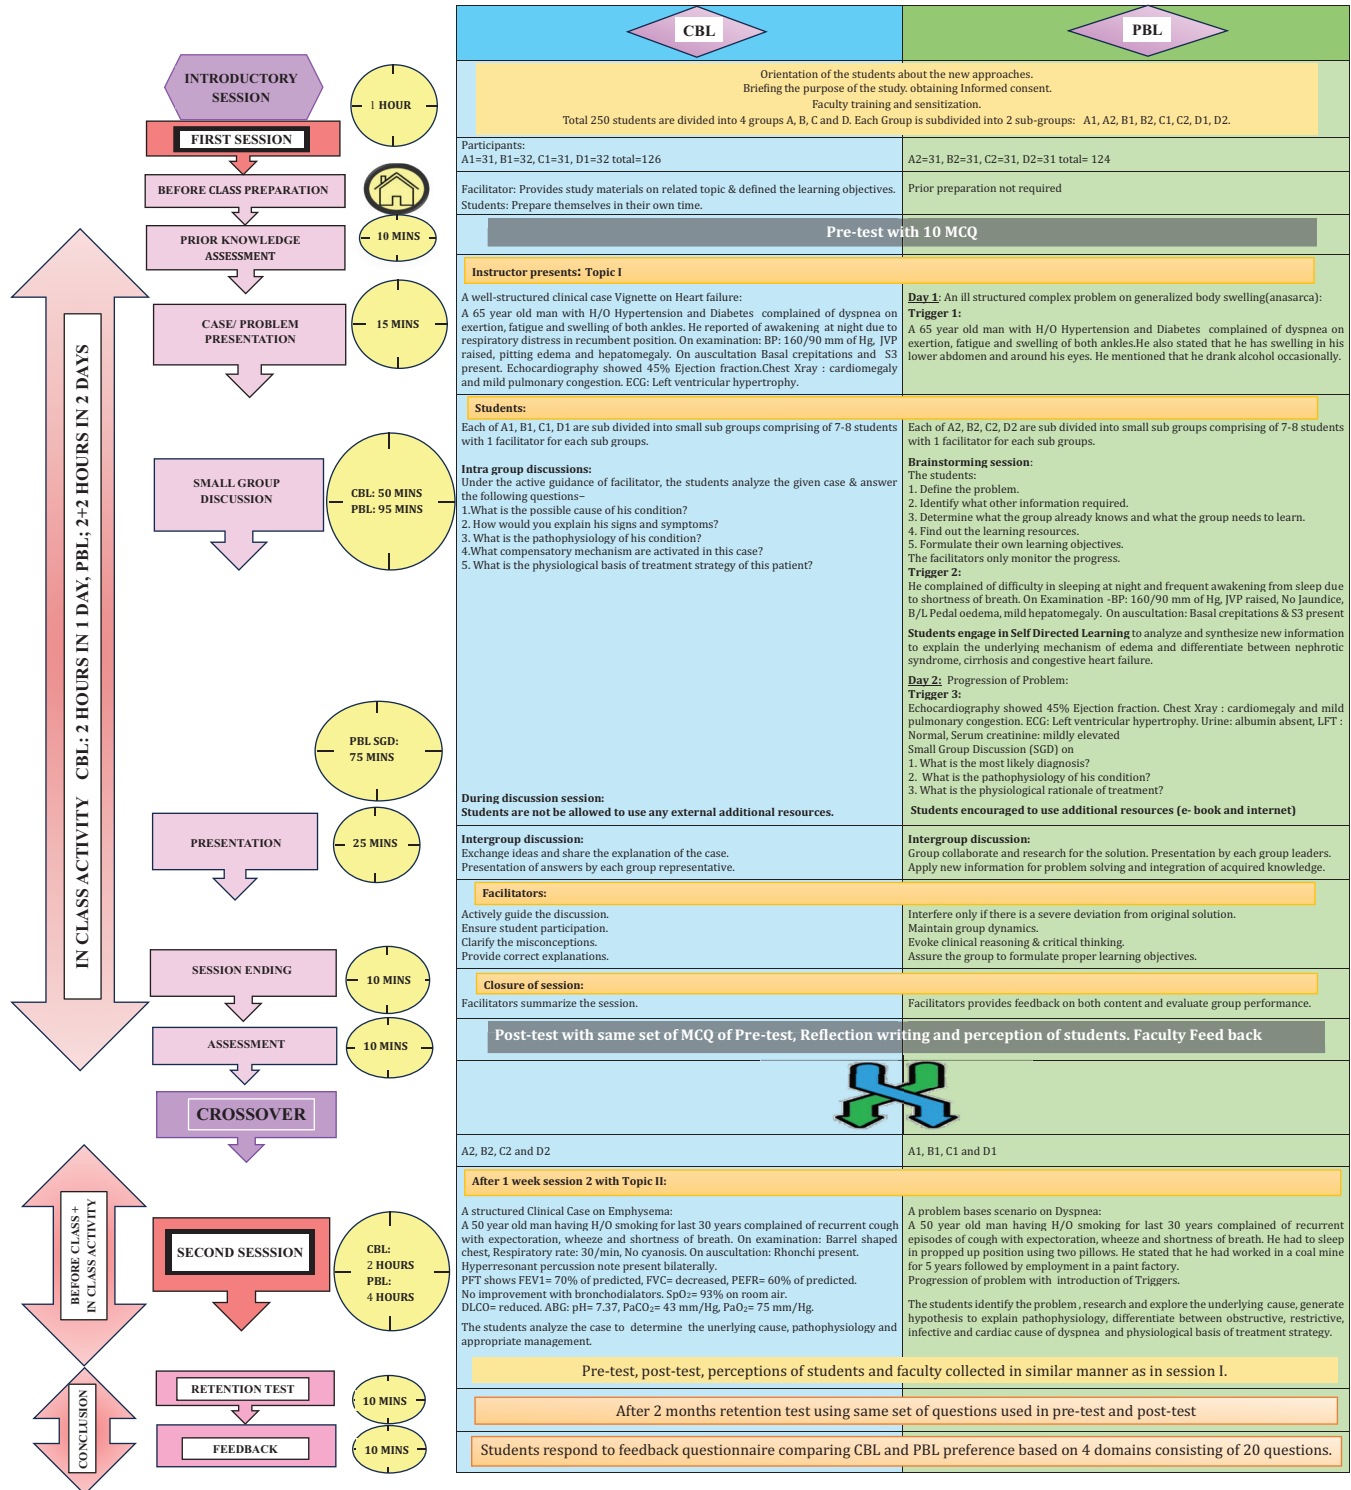 CBL
PBL
INTRODUCTORY
SESSION
1 HOUR
Orientation of the students about the new approaches.
Briefing the purpose of the study. obtaining Informed consent.
Faculty training and sensitization.
Total 250 students are divided into 4 groups A, B, C and D. Each Group is subdivided into 2 sub-groups: A1, A2, B1, B2, C1, C2, D1, D2.
FIRST SESSION
Participants:
A1=31, B1=32, C1=31, D1=32 total=126
A2=31, B2=31, C2=31, D2=31 total= 124
BEFORE CLASS PREPARATION
Facilitator: Provides study materials on related topic & defined the learning objectives.
Students: Prepare themselves in their own time.
Prior preparation not required
IN CLASS ACTIVITY CBL: 2 HOURS IN 1 DAY, PBL; 2+2 HOURS IN 2 DAYS
PRIOR KNOWLEDGE
ASSESSMENT
10 MINS
Pre-test with 10 MCQ
CASE/ PROBLEM
PRESENTATION
15 MINS
Instructor presents: Topic I
A well-structured clinical case Vignette on Heart failure:
A 65 year old man with H/O Hypertension and Diabetes complained of dyspnea on
exertion, fatigue and swelling of both ankles. He reported of awakening at night due to
respiratory distress in recumbent position. On examination: BP: 160/90 mm of Hg, JVP
raised, pitting edema and hepatomegaly. On auscultation Basal crepitations and S3
present. Echocardiography showed 45% Ejection fraction.Chest Xray : cardiomegaly
and mild pulmonary congestion. ECG: Left ventricular hypertrophy.
Day 1: An ill structured complex problem on generalized body swelling(anasarca):
Trigger 1:
A 65 year old man with H/O Hypertension and Diabetes complained of dyspnea on
exertion, fatigue and swelling of both ankles.He also stated that he has swelling in his
lower abdomen and around his eyes. He mentioned that he drank alcohol occasionally.
SMALL GROUP
DISCUSSION
CBL: 50 MINS
PBL: 95 MINS
Students:
Each of A1, B1, C1, D1 are sub divided into small sub groups comprising of 7-8 students
with 1 facilitator for each sub groups.
Intra group discussions:
Under the active guidance of facilitator, the students analyze the given case & answer
the following questions–
1.What is the possible cause of his condition?
2. How would you explain his signs and symptoms?
3. What is the pathophysiology of his condition?
4.What compensatory mechanism are activated in this case?
5. What is the physiological basis of treatment strategy of this patient?
During discussion session:
Students are not be allowed to use any external additional resources.
Each of A2, B2, C2, D2 are sub divided into small sub groups comprising of 7-8 students
with 1 facilitator for each sub groups.
Brainstorming session:
The students:
1. Define the problem.
2. Identify what other information required.
3. Determine what the group already knows and what the group needs to learn.
4. Find out the learning resources.
5. Formulate their own learning objectives.
The facilitators only monitor the progress.
Trigger 2:
He complained of difficulty in sleeping at night and frequent awakening from sleep due
to shortness of breath. On Examination -BP: 160/90 mm of Hg, JVP raised, No Jaundice,
B/L Pedal oedema, mild hepatomegaly. On auscultation: Basal crepitations & S3 present
Students engage in Self Directed Learning to analyze and synthesize new information
to explain the underlying mechanism of edema and differentiate between nephrotic
syndrome, cirrhosis and congestive heart failure.
PBL SGD:
75 MINS
Day 2: Progression of Problem:
Trigger 3:
Echocardiography showed 45% Ejection fraction. Chest Xray : cardiomegaly and mild
pulmonary congestion. ECG: Left ventricular hypertrophy. Urine: albumin absent, LFT :
Normal, Serum creatinine: mildly elevated
Small Group Discussion (SGD) on
1. What is the most likely diagnosis?
2. What is the pathophysiology of his condition?
3. What is the physiological rationale of treatment?
Students encouraged to use additional resources (e- book and internet)
PRESENTATION
25 MINS
Intergroup discussion:
Exchange ideas and share the explanation of the case.
Presentation of answers by each group representative.
Intergroup discussion:
Group collaborate and research for the solution. Presentation by each group leaders.
Apply new information for problem solving and integration of acquired knowledge.
Facilitators:
Actively guide the discussion.
Ensure student participation.
Clarify the misconceptions.
Provide correct explanations.
Interfere only if there is a severe deviation from original solution.
Maintain group dynamics.
Evoke clinical reasoning & critical thinking.
Assure the group to formulate proper learning objectives.
SESSION ENDING
10 MINS
Closure of session:
Facilitators summarize the session.
Facilitators provides feedback on both content and evaluate group performance.
ASSESSMENT
10 MINS
Post-test with same set of MCQ of Pre-test, Reflection writing and perception of students. Faculty Feed back
CROSSOVER
A2, B2, C2 and D2
A1, B1, C1 and D1
BEFORE CLASS +
IN CLASS ACTIVITY
SECOND SESSSION
CBL:
2 HOURS
PBL:
4 HOURS
After 1 week session 2 with Topic II:
A structured Clinical Case on Emphysema:
A 50 year old man having H/O smoking for last 30 years complained of recurrent cough
with expectoration, wheeze and shortness of breath. On examination: Barrel shaped
chest, Respiratory rate: 30/min, No cyanosis. On auscultation: Rhonchi present.
Hyperresonant percussion note present bilaterally.
PFT shows FEV1= 70% of predicted, FVC= decreased, PEFR= 60% of predicted.
No improvement with bronchodialators. SpO₂= 93% on room air.
DLCO= reduced. ABG: pH= 7.37, PaCO₂= 43 mm/Hg, PaO₂= 75 mm/Hg.
The students analyze the case to determine the unerlying cause, pathophysiology and
appropriate management.
A problem bases scenario on Dyspnea:
A 50 year old man having H/O smoking for last 30 years complained of recurrent
episodes of cough with expectoration, wheeze and shortness of breath. He had to sleep
in propped up position using two pillows. He stated that he had worked in a coal mine
for 5 years followed by employment in a paint factory.
Progression of problem with introduction of Triggers.
The students identify the problem , research and explore the underlying cause, generate
hypothesis to explain pathophysiology, differentiate between obstructive, restrictive,
infective and cardiac cause of dyspnea and physiological basis of treatment strategy.
Pre-test, post-test, perceptions of students and faculty collected in similar manner as in session I.
CONCLUSION
RETENTION TEST
10 MINS
After 2 months retention test using same set of questions used in pre-test and post-test
FEEDBACK
10 MINS
Students respond to feedback questionnaire comparing CBL and PBL preference based on 4 domains consisting of 20 questions.